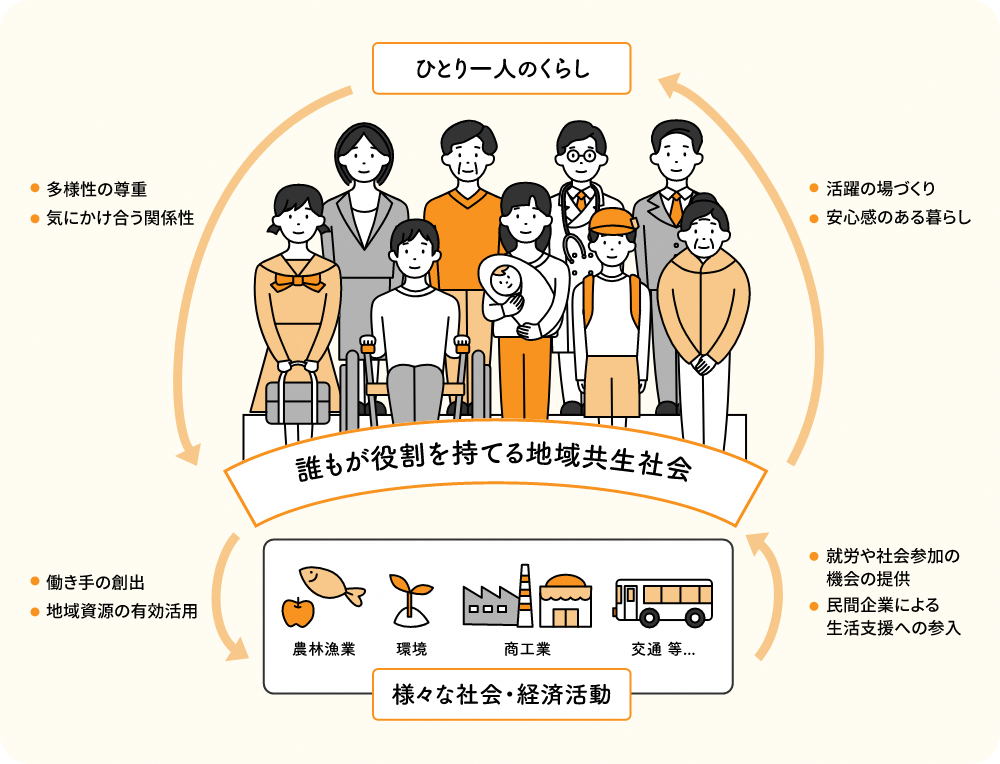 ひとり一人のくらし
多様性の尊重
気にかけ合う関係性
活躍の場づくり
安心感のある暮らし
誰もが役割を持てる地域共生社会
働き手の創出
地域資源の有効活用
就労や社会参加の
機会の提供
民間企業による
生活支援への参入
農林漁業
環境
商工業
交通 等...
様々な社会・経済活動